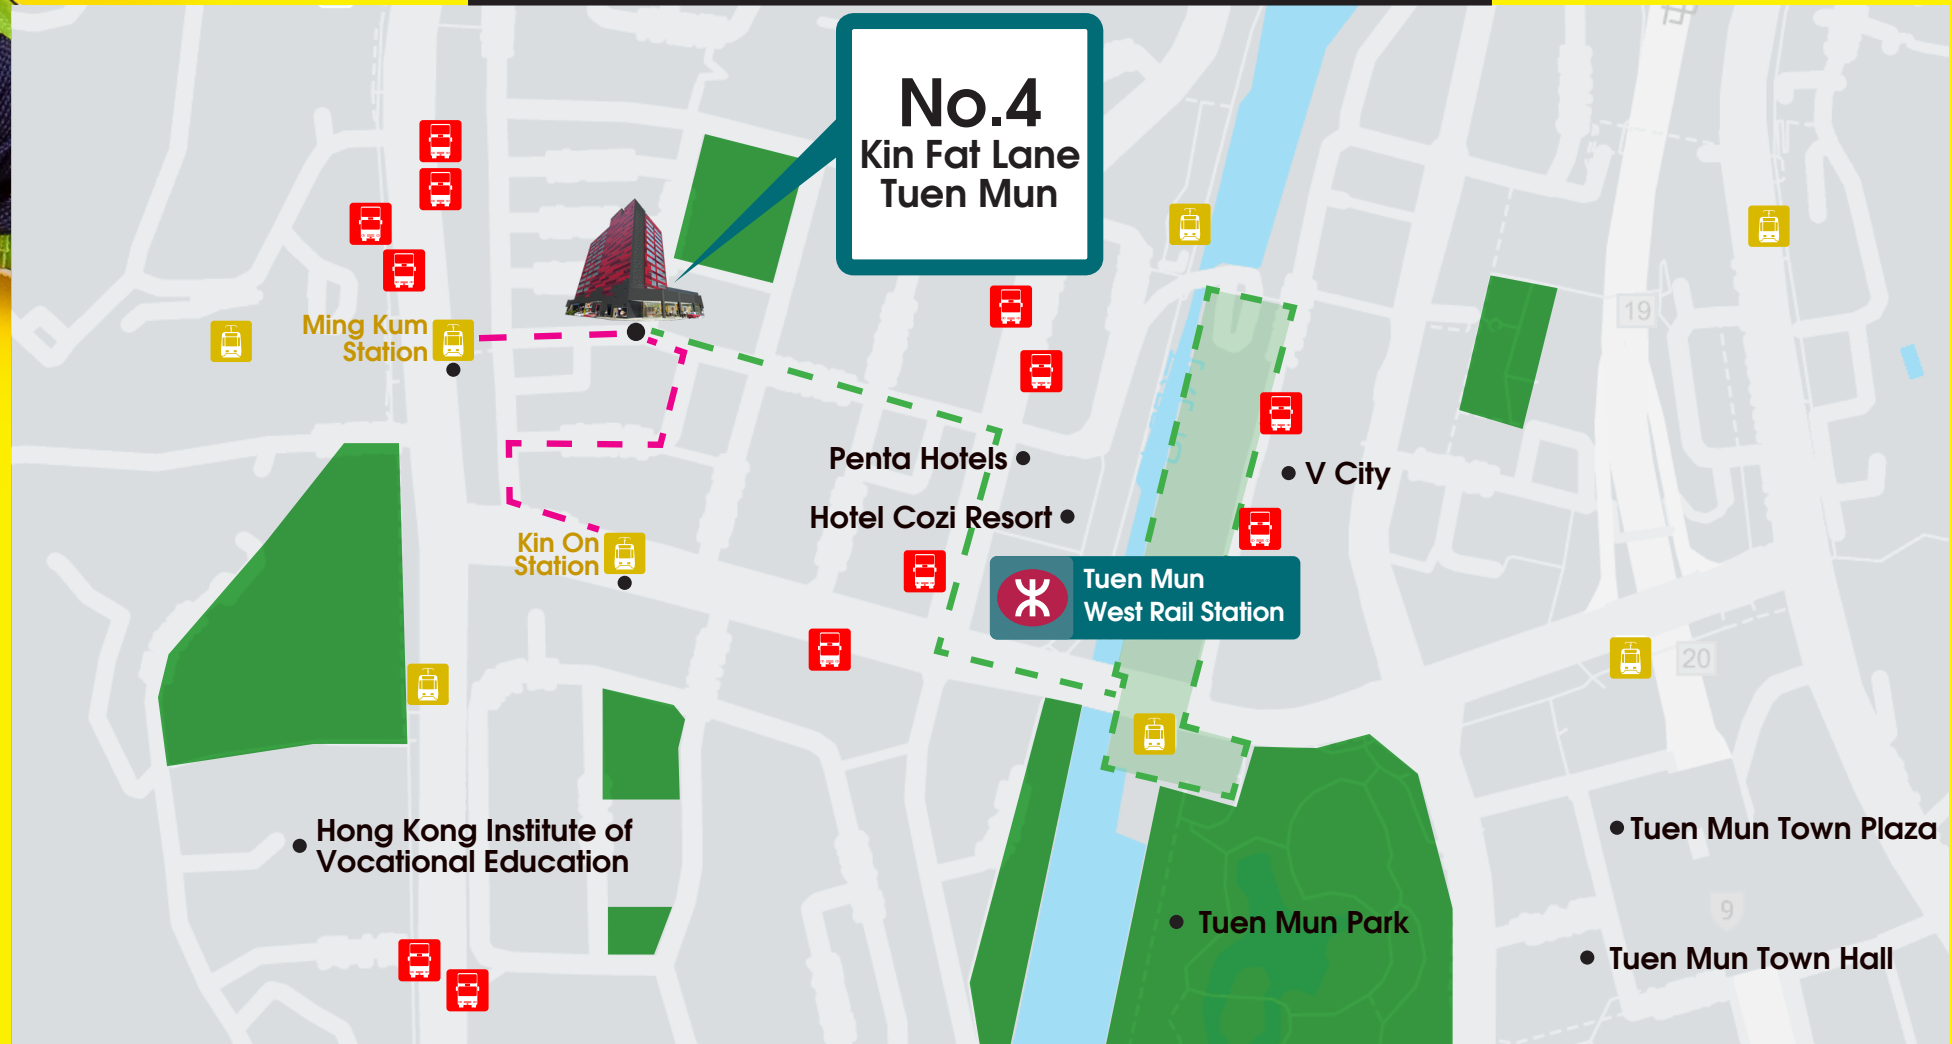 No.4
Kin Fat Lane
Tuen Mun
19
Ming Kum
Station
Penta Hotels
V City
Hotel Cozi Resort
Kin On
Station
Tuen Mun
West Rail Station
20
Hong Kong Institute of
Vocational Education
Tuen Mun Town Plaza
9
Tuen Mun Park
Tuen Mun Town Hall